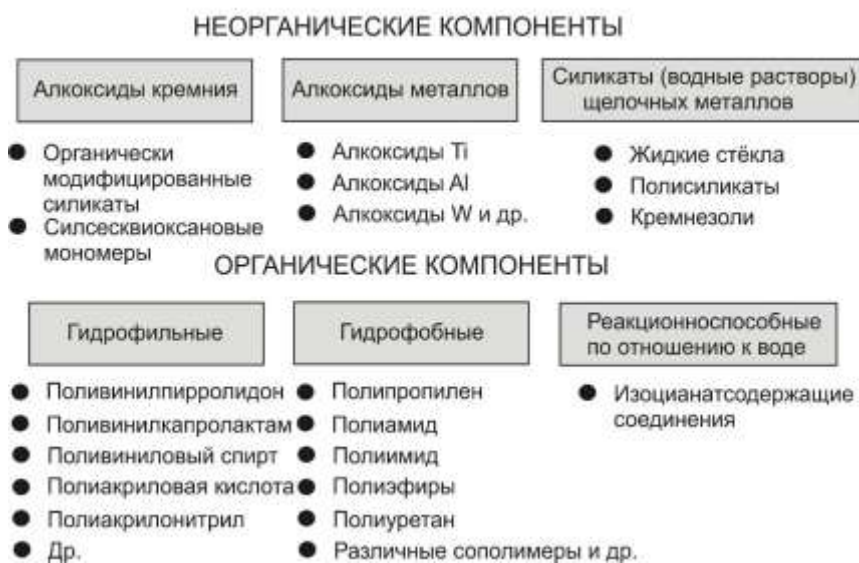 НЕОРГАНИЧЕСКИЕ КОМПОНЕНТЫ
Алкоксиды кремния
● Органически
модифицированные
силикаты
● Силсесквиоксановые
мономеры
Алкоксиды металлов
● Алкоксиды Ti
● Алкоксиды Al
● Алкоксиды W и др.
Силикаты (водные растворы)
щелочных металлов
● Жидкие стёкла
● Полисиликаты
● Кремнезоли
ОРГАНИЧЕСКИЕ КОМПОНЕНТЫ
Гидрофильные
● Поливинилпирролидон
● Поливинилкапролактам
● Поливиниловый спирт
● Полиакриловая кислота
● Полиакрилонитрил
● Др.
Гидрофобные
● Полипропилен
● Полиамид
● Полиимид
● Полиэфиры
● Полиуретан
● Различные сополимеры и др.
Реакционноспособные
по отношению к воде
● Изоцианатсодержащие
соединения